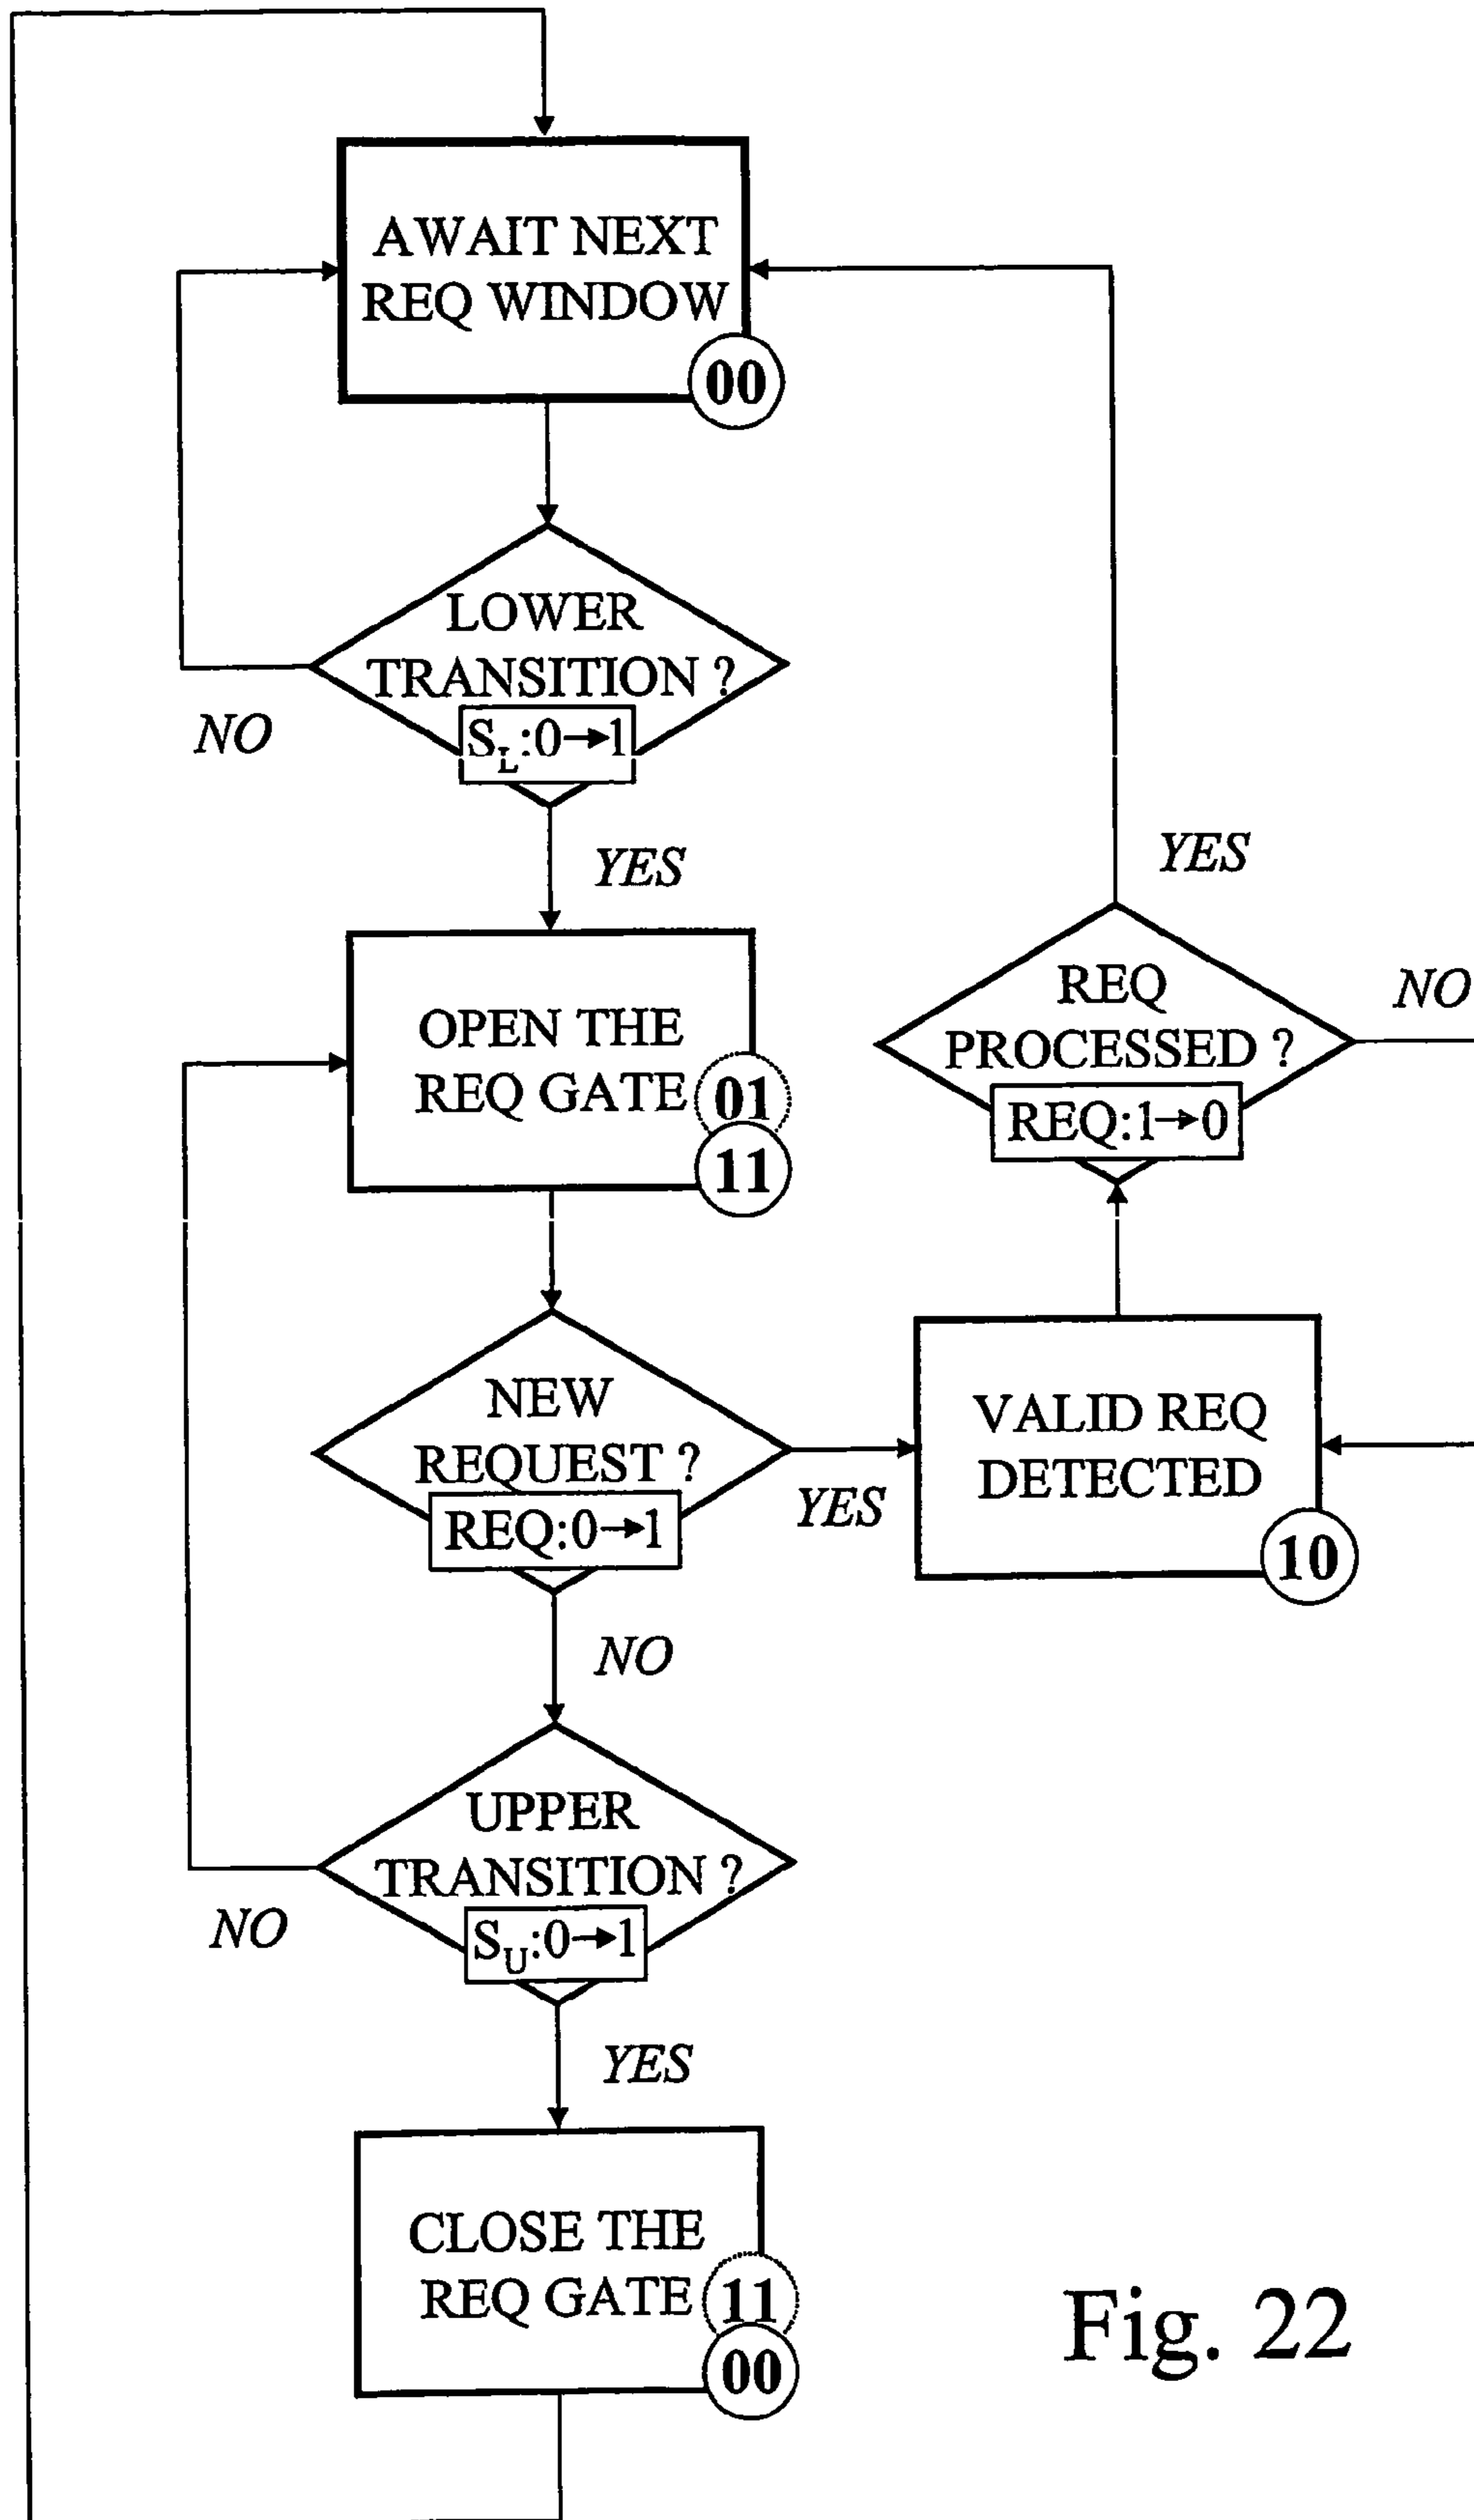 AWAIT NEXT
REQ WINDOW
00
LOWER
TRANSITION ?
S_L:0→1
NO
YES
OPEN THE
REQ GATE
01
11
NEW
REQUEST ?
REQ:0→1
YES
NO
UPPER
TRANSITION ?
S_U:0→1
NO
YES
CLOSE THE
REQ GATE
11
00
YES
REQ
PROCESSED ?
REQ:1→0
NO
VALID REQ
DETECTED
10
Fig. 22